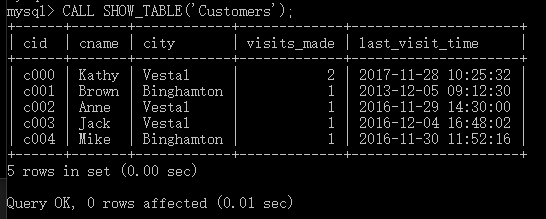 mysql> CALL SHOW_TABLE('Customers');
+------+-------+------------+-------------+---------------------+
| cid  | cname | city       | visits_made | last_visit_time     |
+------+-------+------------+-------------+---------------------+
| c000 | Kathy | Vestal     |           2 | 2017-11-28 10:25:32 |
| c001 | Brown | Binghamton |           1 | 2013-12-05 09:12:30 |
| c002 | Anne  | Vestal     |           1 | 2016-11-29 14:30:00 |
| c003 | Jack  | Vestal     |           1 | 2016-12-04 16:48:02 |
| c004 | Mike  | Binghamton |           1 | 2016-11-30 11:52:16 |
+------+-------+------------+-------------+---------------------+
5 rows in set (0.00 sec)
Query OK, 0 rows affected (0.01 sec)